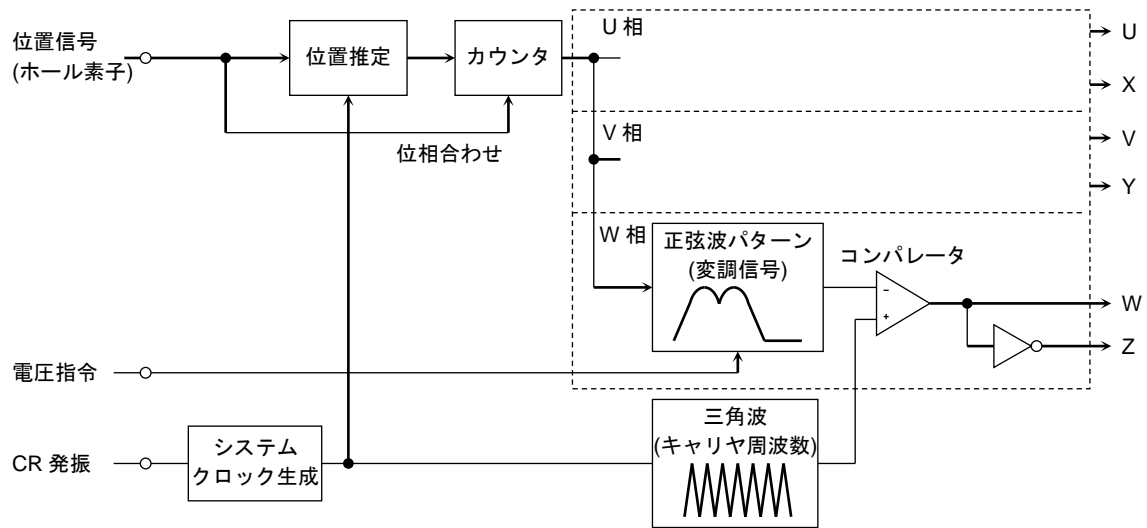 位置信号
(ホール素子)
位置推定
カウンタ
位相合わせ
U 相
V 相
W 相
正弦波パターン
(変調信号)
コンパレータ
-
+
U
X
V
Y
W
Z
電圧指令
CR 発振
システム
クロック生成
三角波
(キャリヤ周波数)